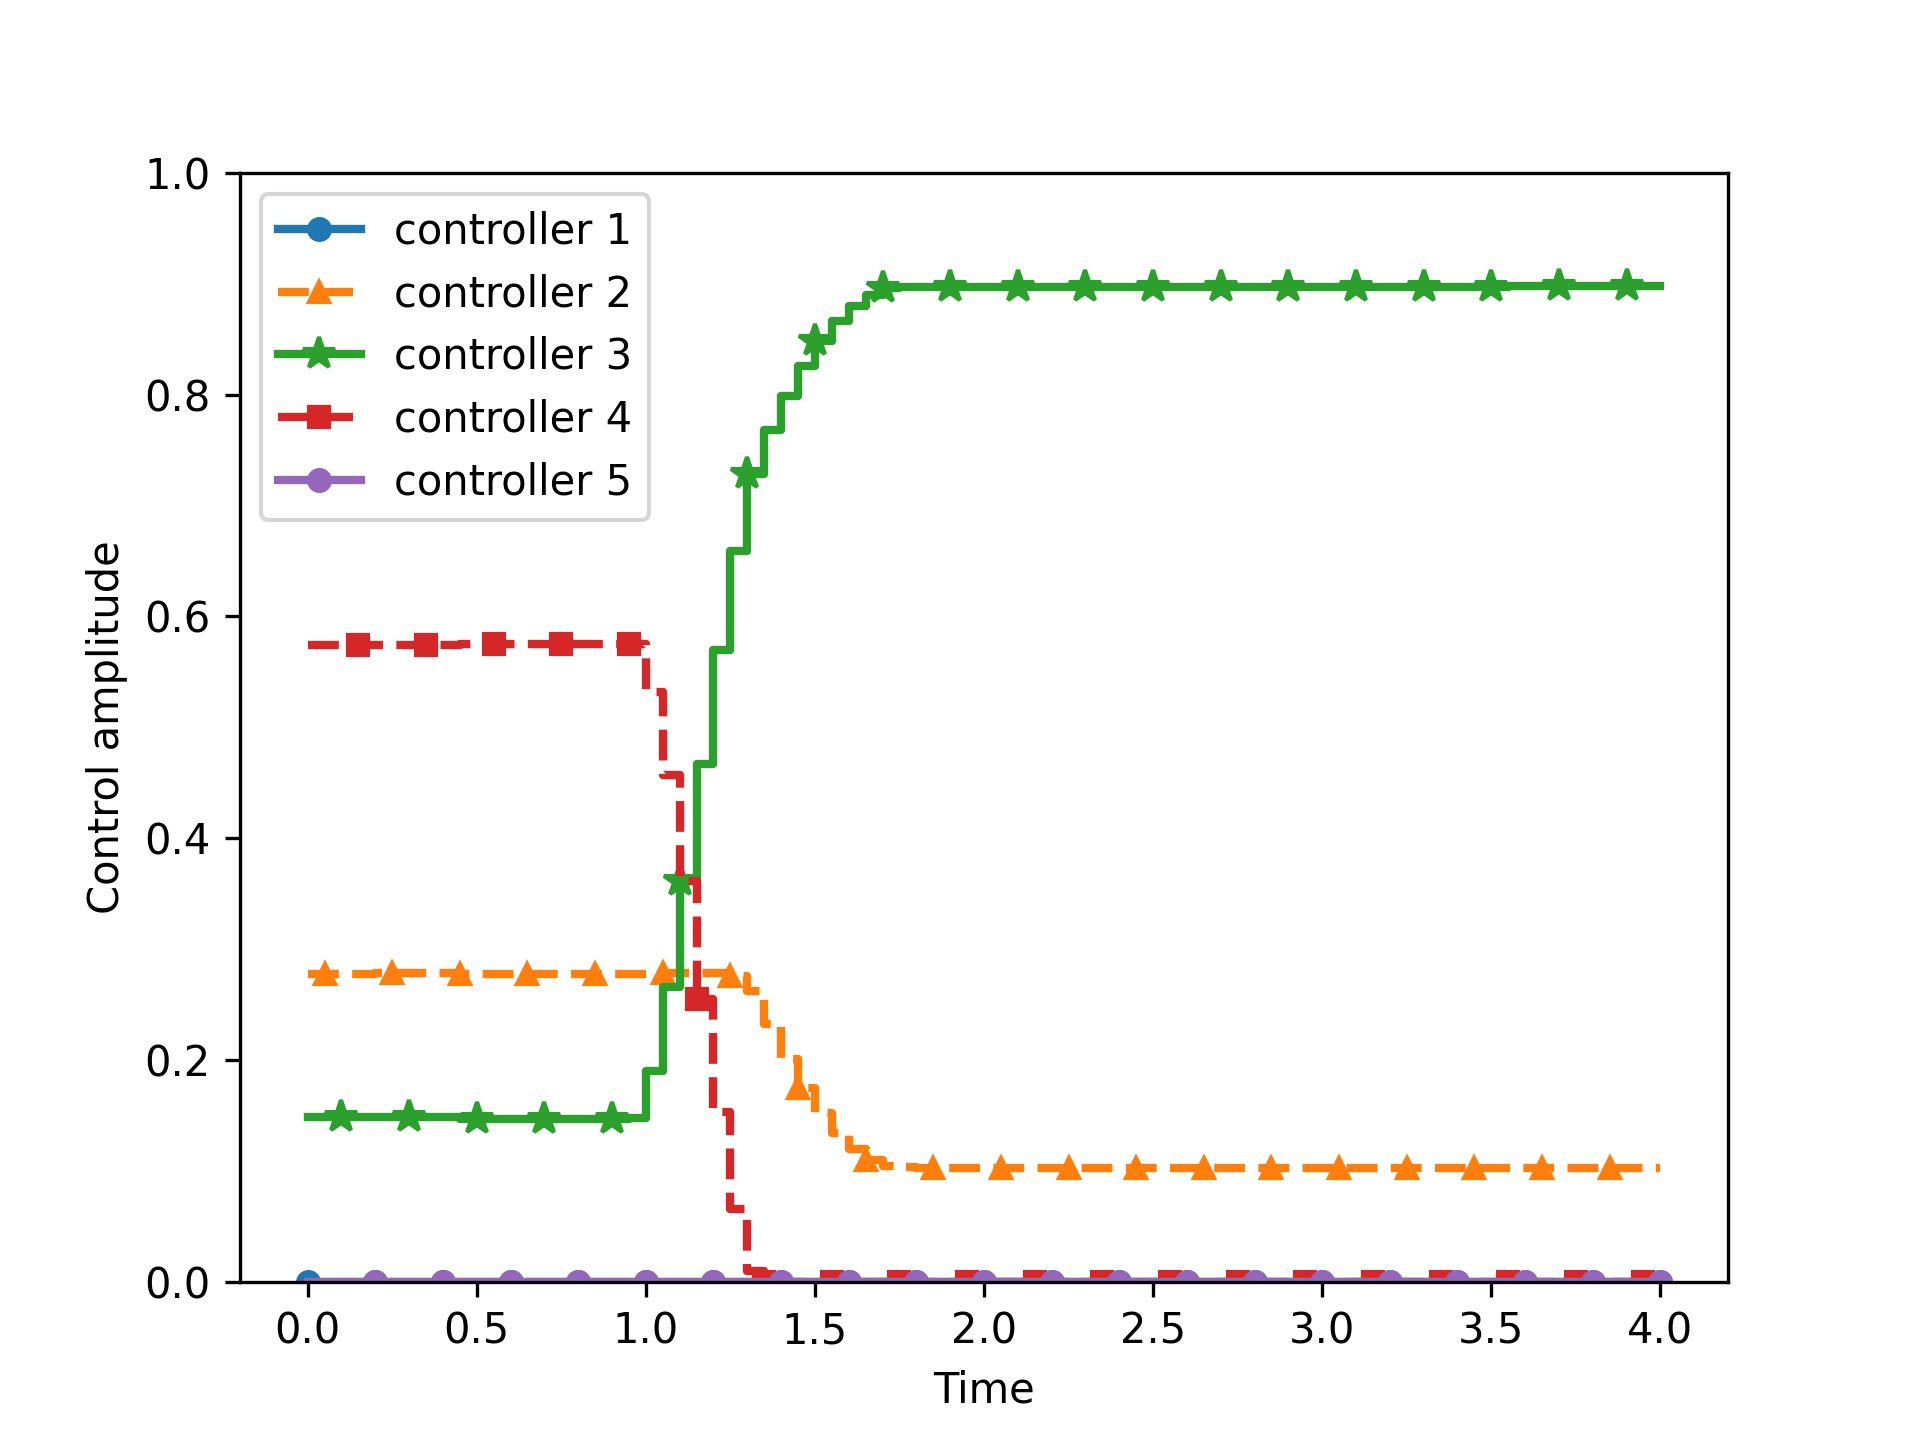 controller 1
controller 2
controller 3
controller 4
controller 5
Control amplitude
1.0
0.8
0.6
0.4
0.2
0.0
0.0 0.5 1.0 1.5 2.0 2.5 3.0 3.5 4.0
Time